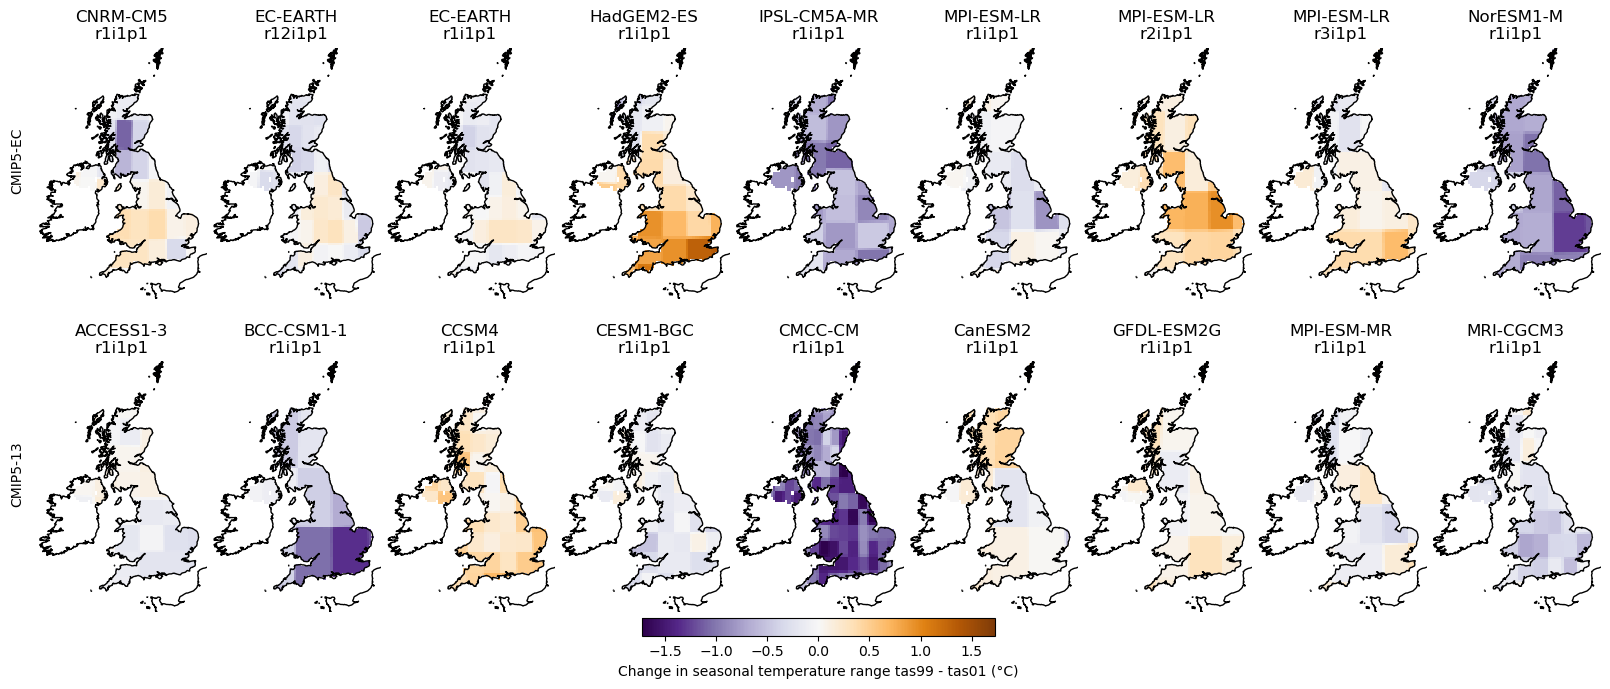 CNRM-CM5
r1i1p1
EC-EARTH
r12i1p1
EC-EARTH
r1i1p1
HadGEM2-ES
r1i1p1
IPSL-CM5A-MR
r1i1p1
MPI-ESM-LR
r1i1p1
MPI-ESM-LR
r2i1p1
MPI-ESM-LR
r3i1p1
NorESM1-M
r1i1p1
CMIP5-EC
ACCESS1-3
r1i1p1
BCC-CSM1-1
r1i1p1
CCSM4
r1i1p1
CESM1-BGC
r1i1p1
CMCC-CM
r1i1p1
CanESM2
r1i1p1
GFDL-ESM2G
r1i1p1
MPI-ESM-MR
r1i1p1
MRI-CGCM3
r1i1p1
CMIP5-13
−1.5 −1.0 −0.5 0.0 0.5 1.0 1.5
Change in seasonal temperature range tas99 - tas01 (°C)